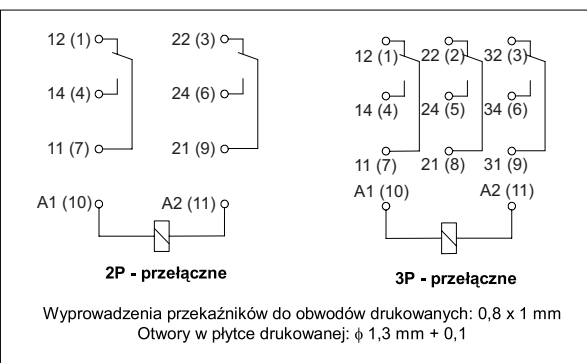 12 (1) 22 (3) 12 (1) 22 (2) 32 (3)
14 (4) 24 (6) 14 (4) 24 (5) 34 (6)
11 (7) 21 (9) 11 (7) 21 (8) 31 (9)
A1 (10) A2 (11) A1 (10) A2 (11)
2P - przełączne 3P - przełączne
Wyprowadzenia przekaźników do obwodów drukowanych: 0,8 x 1 mm
Otwory w płytce drukowanej: ϕ 1,3 mm + 0,1